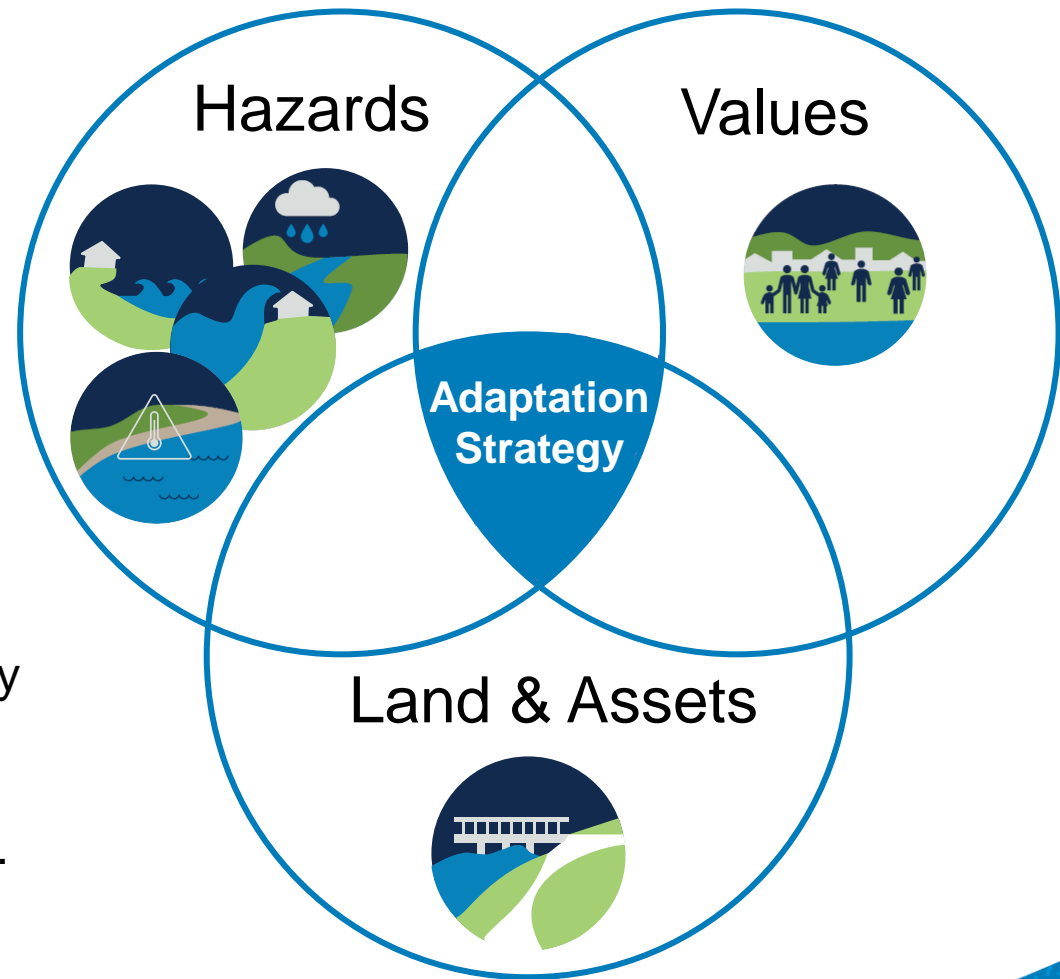 Hazards
Values
Adaptation
Strategy
y
Land & Assets
.